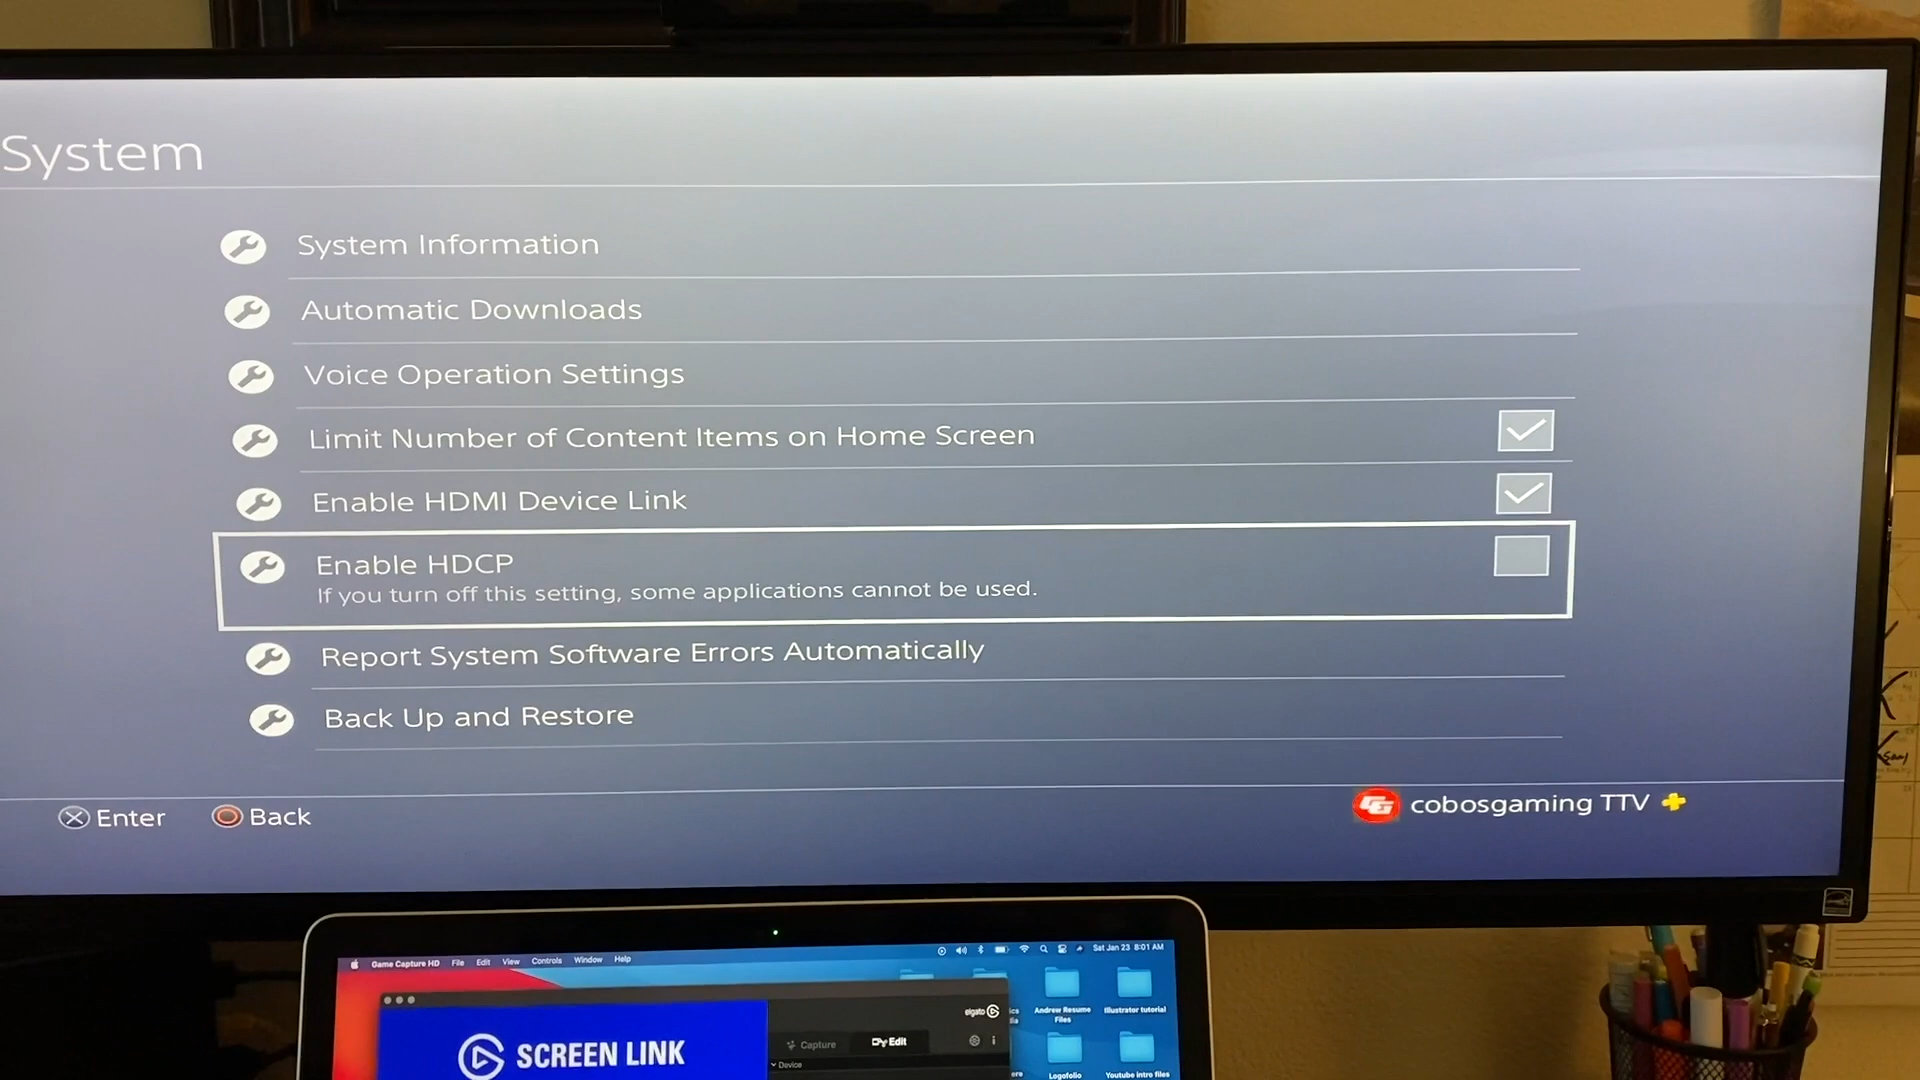 System
System Information
Automatic Downloads
Voice Operation Settings
Limit Number of Content Items on Home Screen
Enable HDMI Device Link
Enable HDCP
If you turn off this setting, some applications cannot be used.
Report System Software Errors Automatically
Back Up and Restore
Enter
Back
cobosgaming TTV
Game Capture HD File Edit View Controls Window Help
Sat Jan 23 8:01 AM
elgato
Andrew Resume
Files
Illustrator tutorial
SCREEN LINK
Capture
Edit
Device
Logofolio
Youtube intro files